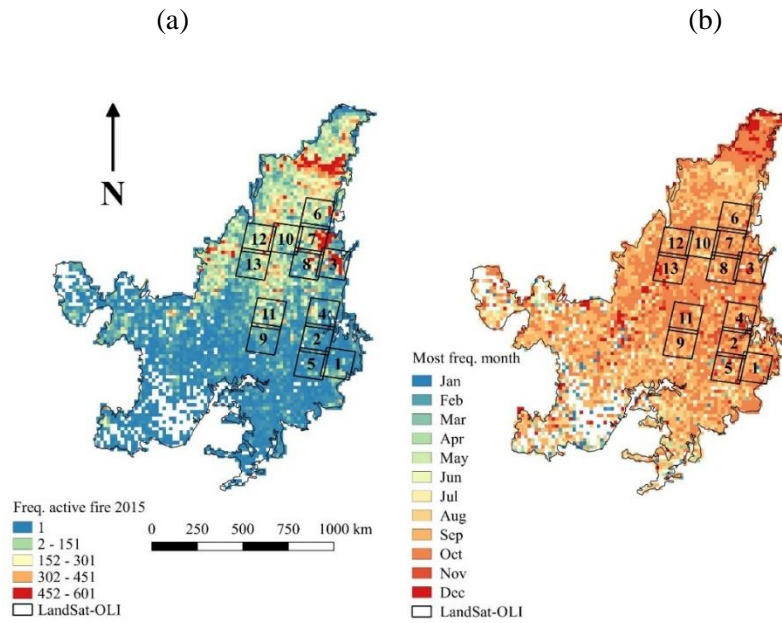 (a)
(b)
N
6
12 10 7
13 8 3
11 4
9 2
5 1
Freq. active fire 2015
1
2 - 151
152 - 301
302 - 451
452 - 601
LandSat-OLI
0 250 500 750 1000 km
6
12 10 7
13 8 3
11 4
9 2
5 1
Most freq. month
Jan
Feb
Mar
Apr
May
Jun
Jul
Aug
Sep
Oct
Nov
Dec
LandSat-OLI